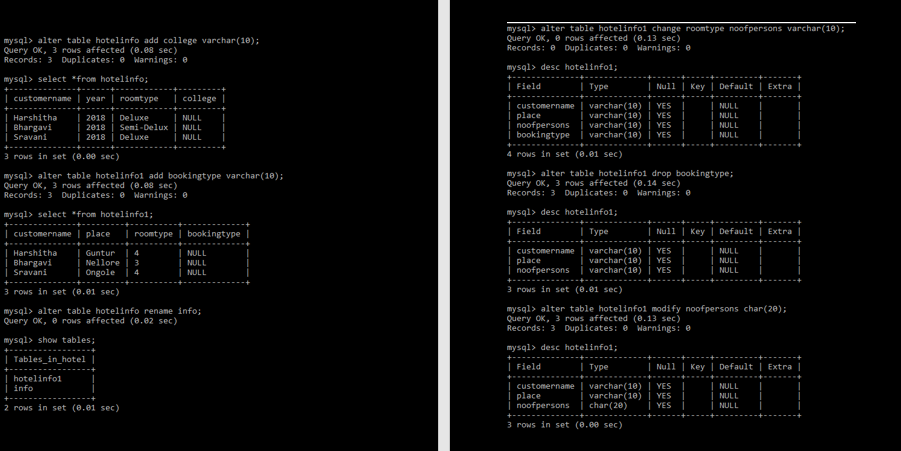 mysql> alter table hotelinfo add college varchar(10);
Query OK, 3 rows affected (0.08 sec)
Records: 3  Duplicates: 0  Warnings: 0

mysql> select *from hotelinfo;
+--------------+------+------------+---------+
| customername | year | roomtype   | college |
+--------------+------+------------+---------+
| Harshitha    | 2018 | Deluxe     | NULL    |
| Bhargavi     | 2018 | Semi-Delux | NULL    |
| Sravani      | 2018 | Deluxe     | NULL    |
+--------------+------+------------+---------+
3 rows in set (0.00 sec)

mysql> alter table hotelinfo1 add bookingtype varchar(10);
Query OK, 3 rows affected (0.08 sec)
Records: 3  Duplicates: 0  Warnings: 0

mysql> select *from hotelinfo1;
+--------------+---------+----------+-------------+
| customername | place   | roomtype | bookingtype |
+--------------+---------+----------+-------------+
| Harshitha    | Guntur  | 4        | NULL        |
| Bhargavi     | Nellore | 3        | NULL        |
| Sravani      | Ongole  | 4        | NULL        |
+--------------+---------+----------+-------------+
3 rows in set (0.01 sec)

mysql> alter table hotelinfo rename info;
Query OK, 0 rows affected (0.02 sec)

mysql> show tables;
+-----------------+
| Tables_in_hotel |
+-----------------+
| hotelinfo1      |
| info            |
+-----------------+
2 rows in set (0.01 sec)

mysql> alter table hotelinfo1 change roomtype noofpersons varchar(10);
Query OK, 0 rows affected (0.13 sec)
Records: 0  Duplicates: 0  Warnings: 0

mysql> desc hotelinfo1;
+--------------+-------------+------+-----+---------+-------+
| Field        | Type        | Null | Key | Default | Extra |
+--------------+-------------+------+-----+---------+-------+
| customername | varchar(10) | YES  |     | NULL    |       |
| place        | varchar(10) | YES  |     | NULL    |       |
| noofpersons  | varchar(10) | YES  |     | NULL    |       |
| bookingtype  | varchar(10) | YES  |     | NULL    |       |
+--------------+-------------+------+-----+---------+-------+
4 rows in set (0.01 sec)

mysql> alter table hotelinfo1 drop bookingtype;
Query OK, 3 rows affected (0.14 sec)
Records: 3  Duplicates: 0  Warnings: 0

mysql> desc hotelinfo1;
+--------------+-------------+------+-----+---------+-------+
| Field        | Type        | Null | Key | Default | Extra |
+--------------+-------------+------+-----+---------+-------+
| customername | varchar(10) | YES  |     | NULL    |       |
| place        | varchar(10) | YES  |     | NULL    |       |
| noofpersons  | varchar(10) | YES  |     | NULL    |       |
+--------------+-------------+------+-----+---------+-------+
3 rows in set (0.01 sec)

mysql> alter table hotelinfo1 modify noofpersons char(20);
Query OK, 3 rows affected (0.13 sec)
Records: 3  Duplicates: 0  Warnings: 0

mysql> desc hotelinfo1;
+--------------+-------------+------+-----+---------+-------+
| Field        | Type        | Null | Key | Default | Extra |
+--------------+-------------+------+-----+---------+-------+
| customername | varchar(10) | YES  |     | NULL    |       |
| place        | varchar(10) | YES  |     | NULL    |       |
| noofpersons  | char(20)    | YES  |     | NULL    |       |
+--------------+-------------+------+-----+---------+-------+
3 rows in set (0.00 sec)